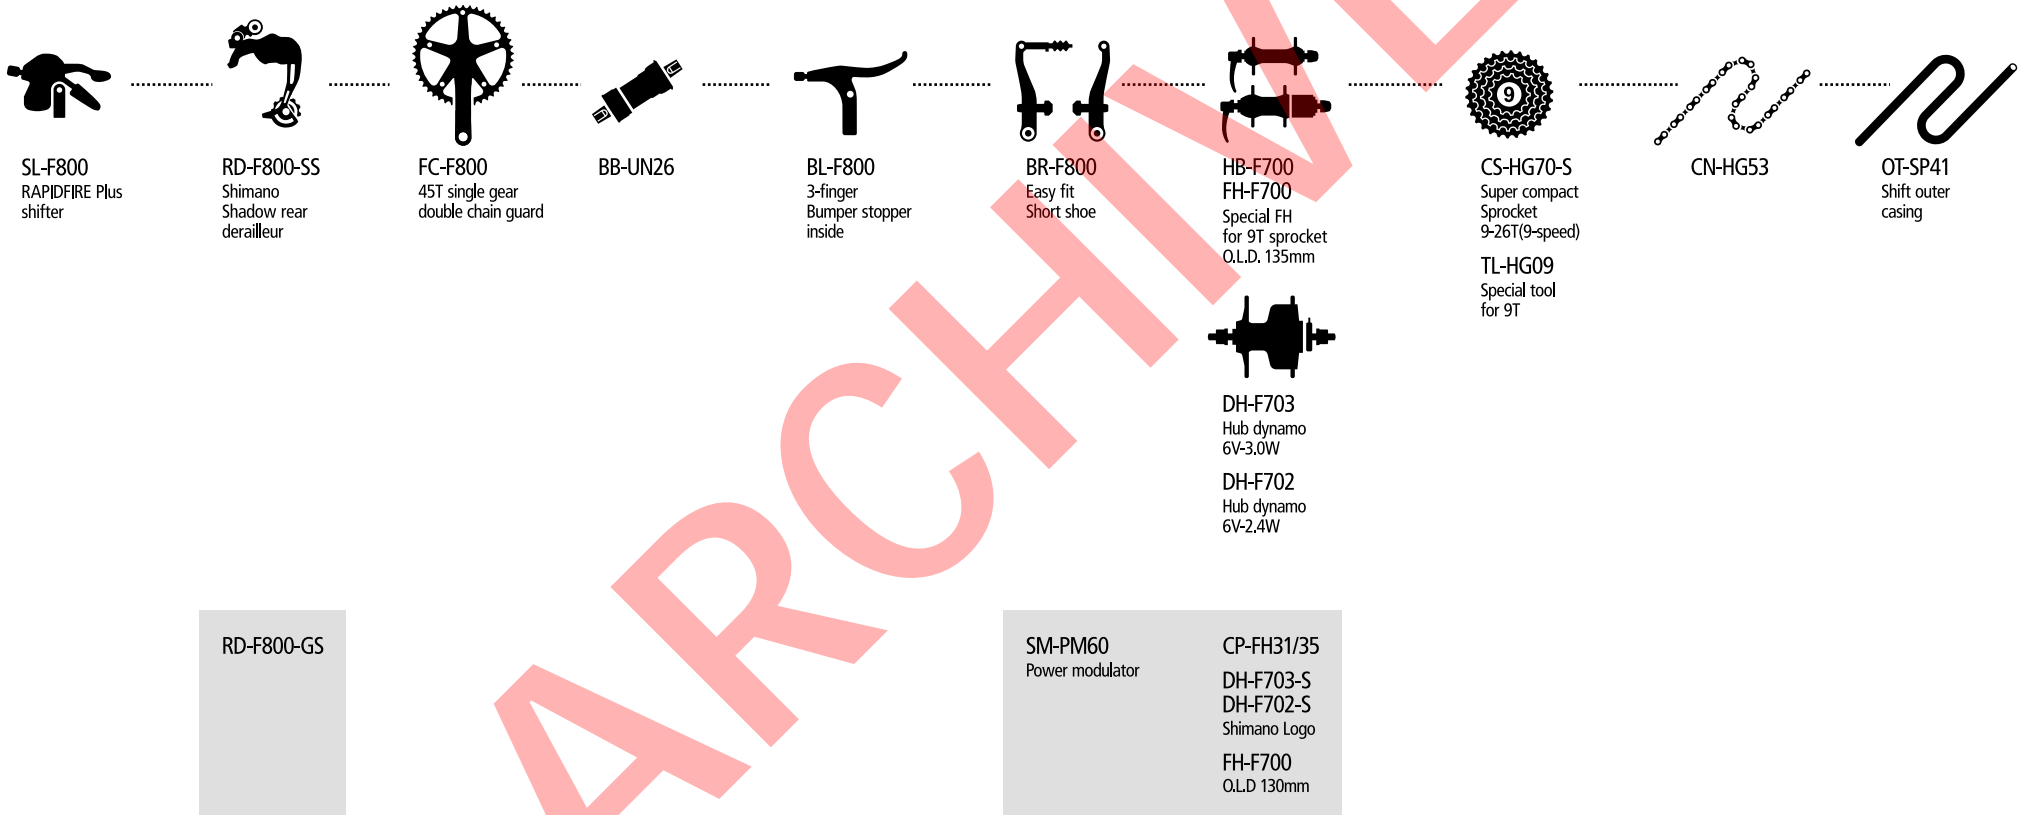 SL-F800
RAPIDFIRE Plus
shifter
RD-F800-SS
Shimano
Shadow rear
derailleur
FC-F800
45T single gear
double chain guard
BB-UN26
BL-F800
3-finger
Bumper stopper
inside
BR-F800
Easy fit
Short shoe
HB-F700
FH-F700
Special FH
for 9T sprocket
O.L.D. 135mm
9
CS-HG70-S
Super compact
Sprocket
9-26T(9-speed)
TL-HG09
Special tool
for 9T
CN-HG53
OT-SP41
Shift outer
casing
DH-F703
Hub dynamo
6V-3.0W
DH-F702
Hub dynamo
6V-2.4W
RD-F800-GS
SM-PM60
Power modulator
CP-FH31/35
DH-F703-S
DH-F702-S
Shimano Logo
FH-F700
O.L.D 130mm
ARCHIVE